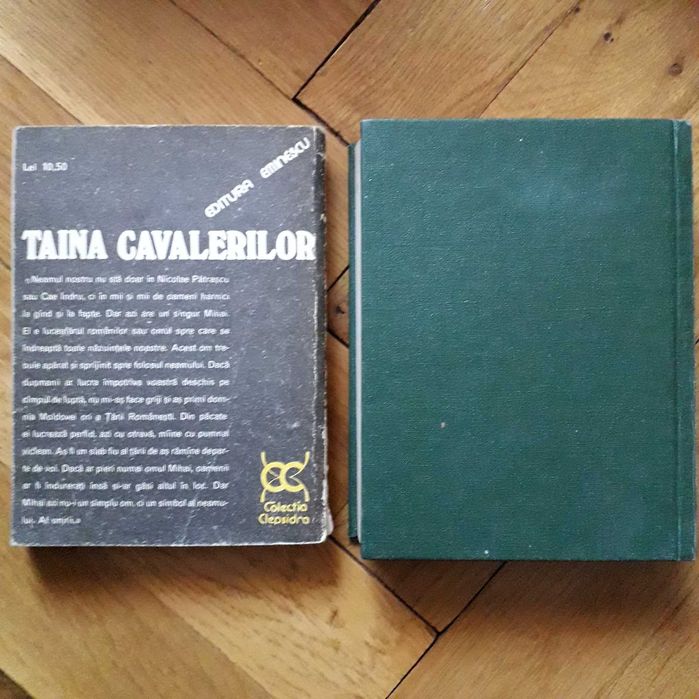 Lei 10,50
EDITURA EMINESCU
TAINA CAVALERILOR
«Neamul nostru nu stă doar în Nicolae Pătrașcu
sau Cae Indru, ci în mii și mii de oameni harnici
la gînd și la fapte. Dar azi are un singur Mihai.
El e luceafărul românilor sau omul spre care se
îndreaptă toate năzuințele noastre. Acest om tre-
buie apărat și sprijinit spre folosul neamului. Dacă
dușmanii ar lucra împotriva voastră deschis pe
cîmpul de luptă, nu mi-aș face griji și aș primi dom-
nia Moldovei ori a Țării Românești. Din păcate
ei lucrează perfid, azi cu otravă, mîine cu pumnal
viclean. Aș fi un slab fiu al țării de aș rămîne depar-
te de voi. Dacă ar pieri numai omul Mihai, oamenii
ar fi îndurerați însă și-ar găsi altul în loc. Dar
Mihai azi nu-i un simplu om, ci un simbol al neamu-
lui.
Colecția
Clepsidra